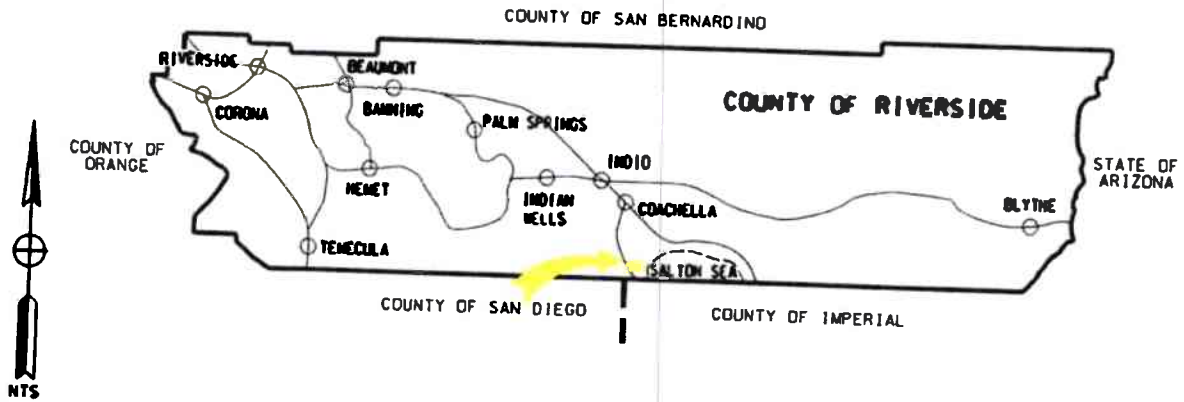 COUNTY OF SAN BERNARDINO
RIVERSIDE
BEAUMONT
CORONA
BANNING
COUNTY OF RIVERSIDE
PALM SPRINGS
COUNTY OF
ORANGE
INDIO
STATE OF
ARIZONA
HEMET
INDIAN
WELLS
COACHELLA
BLYTHE
TEMECULA
SALTON SEA
COUNTY OF SAN DIEGO
COUNTY OF IMPERIAL
NTS